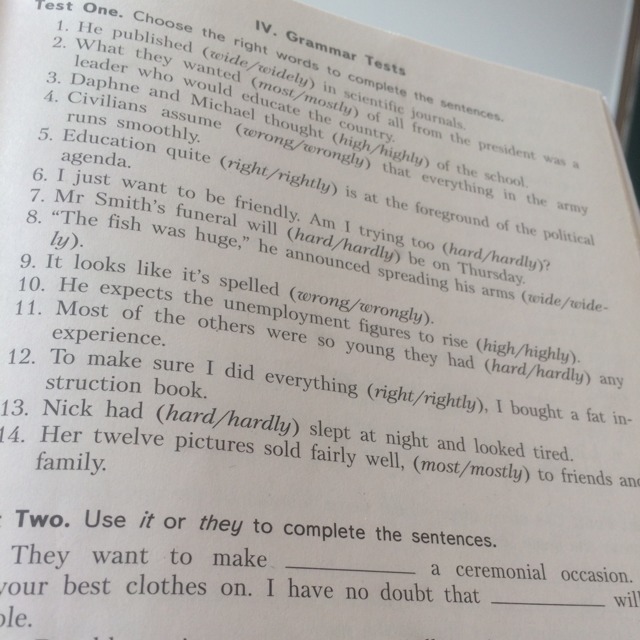 IV. Grammar Tests
Test One. Choose the right words to complete the sentences.
1. He published (wide/widely) in scientific journals.
2. What they wanted (most/mostly) of all from the president was a
leader who would educate the country.
3. Daphne and Michael thought (high/highly) of the school.
4. Civilians assume (wrong/wrongly) that everything in the army
runs smoothly.
5. Education quite (right/rightly) is at the foreground of the political
agenda.
6. I just want to be friendly. Am I trying too (hard/hardly)?
7. Mr Smith's funeral will (hard/hardly) be on Thursday.
8. “The fish was huge,” he announced spreading his arms (wide/wide-
ly).
9. It looks like it's spelled (wrong/wrongly).
10. He expects the unemployment figures to rise (high/highly).
11. Most of the others were so young they had (hard/hardly) any
experience.
12. To make sure I did everything (right/rightly), I bought a fat in-
struction book.
13. Nick had (hard/hardly) slept at night and looked tired.
14. Her twelve pictures sold fairly well, (most/mostly) to friends and
family.
Two. Use it or they to complete the sentences.
They want to make __________ a ceremonial occasion.
your best clothes on. I have no doubt that __________ will